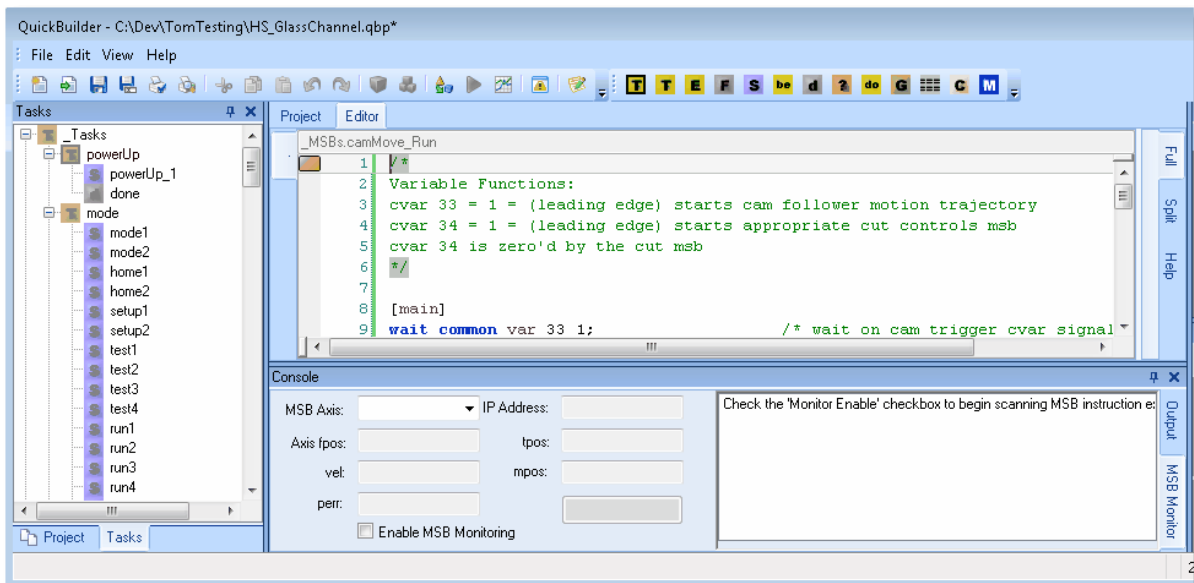 QuickBuilder - C:\Dev\TomTesting\HS_GlassChannel.qbp*
File Edit View Help
T T E F S be d ? do G C M
Tasks
_Tasks
powerUp
powerUp_1
done
mode
mode1
mode2
home1
home2
setup1
setup2
test1
test2
test3
test4
run1
run2
run3
run4
Project Tasks
Project Editor
_MSBs.camMove_Run
1 /*
2 Variable Functions:
3 cvar 33 = 1 = (leading edge) starts cam follower motion trajectory
4 cvar 34 = 1 = (leading edge) starts appropriate cut controls msb
5 cvar 34 is zero'd by the cut msb
6 */
7
8 [main]
9 wait common var 33 1; /* wait on cam trigger cvar signal
Full
Split
Help
Console
MSB Axis: IP Address:
Axis fpos: tpos:
vel: mpos:
perr:
Enable MSB Monitoring
Check the 'Monitor Enable' checkbox to begin scanning MSB instruction e
Output
MSB Monitor
2